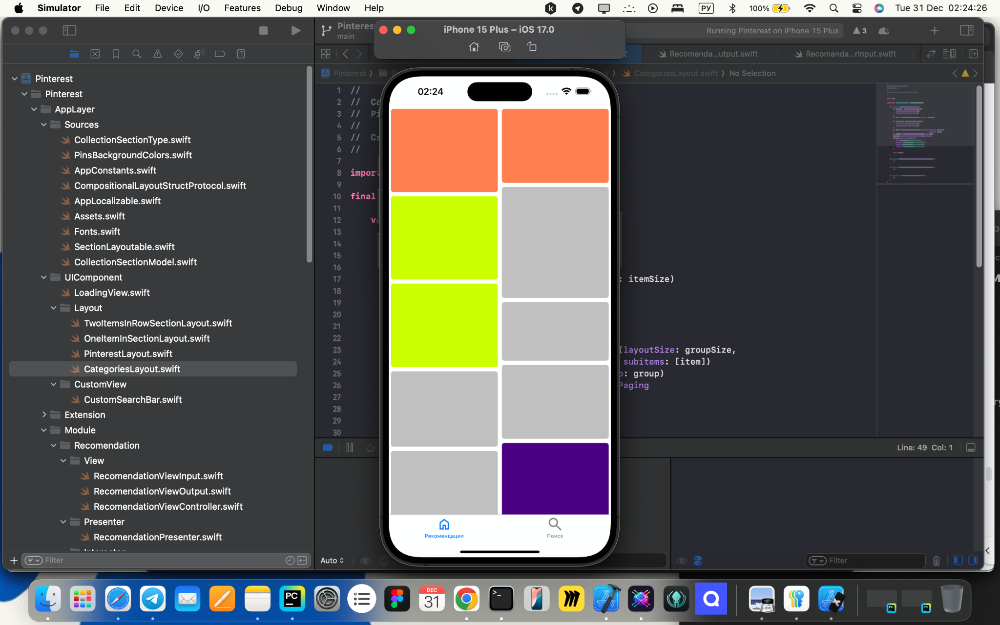 Simulator File Edit Device I/O Features Debug Window Help РУ 100% Tue 31 Dec 02:24:26
main
iPhone 15 Plus – iOS 17.0
Running Pinterest on iPhone 15 Plus 3
Recomenda...utput.swift Recomenda...rInput.swift
Pinterest CategoriesLayout.swift No Selection
Pinterest
Pinterest
AppLayer
Sources
CollectionSectionType.swift
PinsBackgroundColors.swift
AppConstants.swift
CompositionalLayoutStructProtocol.swift
AppLocalizable.swift
Assets.swift
Fonts.swift
SectionLayoutable.swift
CollectionSectionModel.swift
UIComponent
LoadingView.swift
Layout
TwoItemsInRowSectionLayout.swift
OneItemInSectionLayout.swift
PinterestLayout.swift
CategoriesLayout.swift
CustomView
CustomSearchBar.swift
Extension
Module
Recomendation
View
RecomendationViewInput.swift
RecomendationViewOutput.swift
RecomendationViewController.swift
Presenter
RecomendationPresenter.swift
Filter
1 //
2 // Ca
3 // Pi
4 //
5 // Cr
6 //
7
8 import
9
10 final
11
12 va
13
14
15
16
17 : itemSize)
18
19
20
21
22
23 (layoutSize: groupSize,
24 subitems: [item])
25 : group)
26 Paging
27
28
29
30
02:24
Рекомендации
Поиск
Line: 49 Col: 1
Auto
Filter
PC
DEC
31
PC
PC